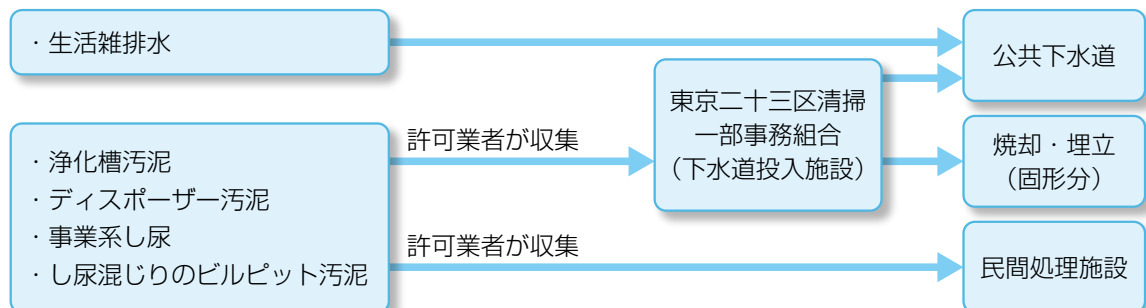 ・生活雑排水
公共下水道
東京二十三区清掃
一部事務組合
（下水道投入施設）
許可業者が収集
・浄化槽汚泥
・ディスポーザー汚泥
・事業系し尿
・し尿混じりのビルピット汚泥
焼却・埋立
（固形分）
許可業者が収集
民間処理施設